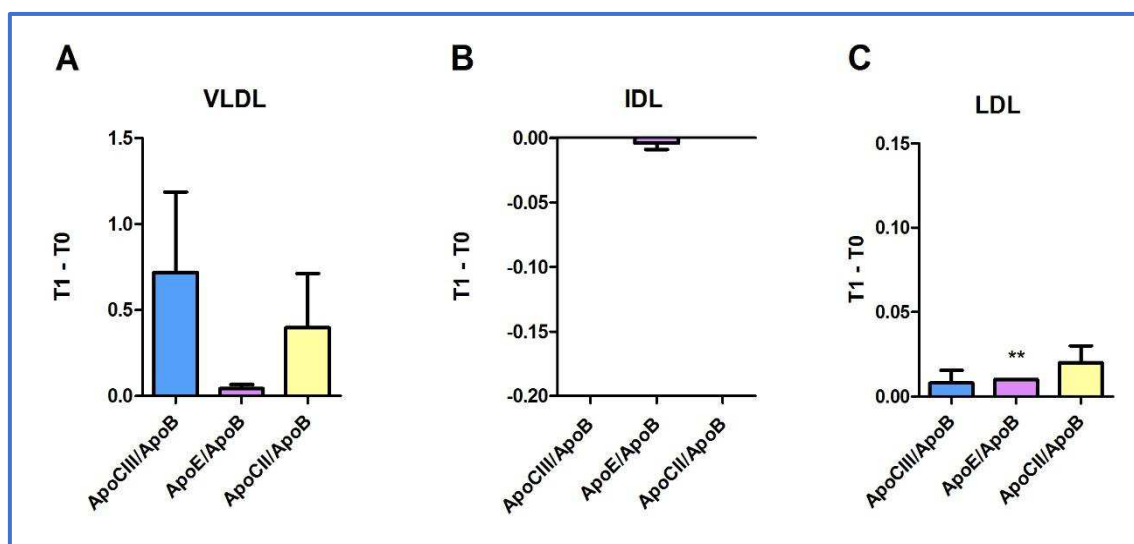 A
VLDL
T1 - T0
1.5
1.0
0.5
0.0
ApoCIII/ApoB
ApoE/ApoB
ApoCII/ApoB
B
IDL
T1 - T0
0.00
-0.05
-0.10
-0.15
-0.20
ApoCIII/ApoB
ApoE/ApoB
ApoCII/ApoB
C
LDL
T1 - T0
0.15
0.10
0.05
0.00
**
ApoCIII/ApoB
ApoE/ApoB
ApoCII/ApoB